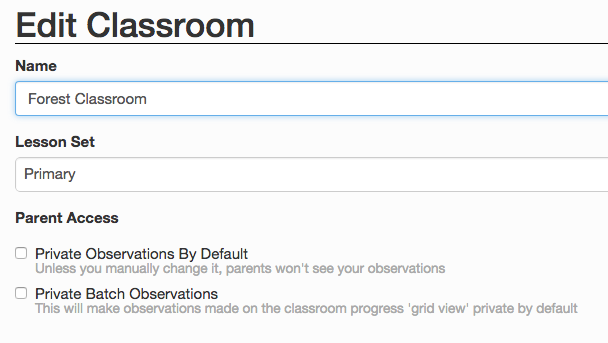 Edit Classroom
Name
Forest Classroom
Lesson Set
Primary
Parent Access
Private Observations By Default
Unless you manually change it, parents won't see your observations
Private Batch Observations
This will make observations made on the classroom progress 'grid view' private by default